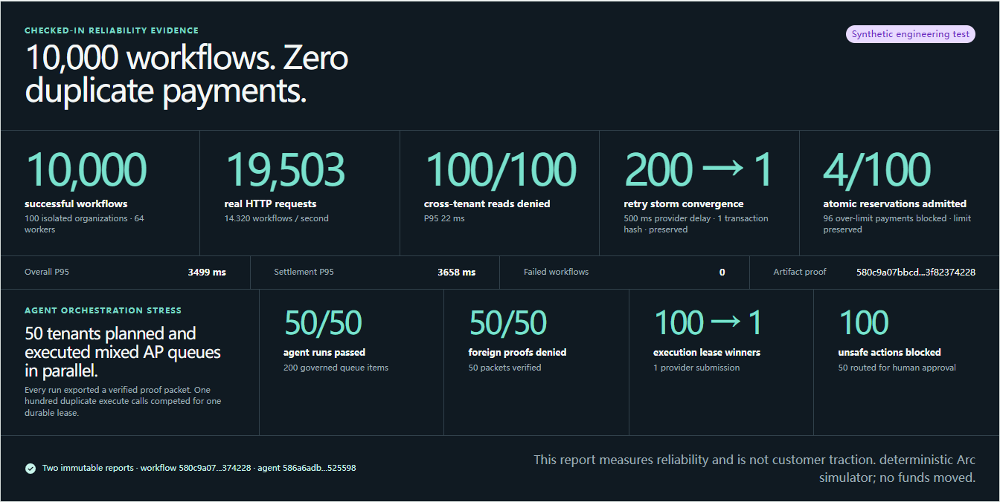 CHECKED-IN RELIABILITY EVIDENCE
Synthetic engineering test
10,000 workflows. Zero
duplicate payments.
10,000
successful workflows
100 isolated organizations · 64
workers
19,503
real HTTP requests
14.320 workflows / second
100/100
cross-tenant reads denied
P95 22 ms
200 → 1
retry storm convergence
500 ms provider delay · 1 transaction
hash · preserved
4/100
atomic reservations admitted
96 over-limit payments blocked · limit
preserved
Overall P95 3499 ms
Settlement P95 3658 ms
Failed workflows 0
Artifact proof 580c9a07bbcd...3f82374228
AGENT ORCHESTRATION STRESS
50 tenants planned and
executed mixed AP queues
in parallel.
Every run exported a verified proof packet. One
hundred duplicate execute calls competed for one
durable lease.
50/50
agent runs passed
200 governed queue items
50/50
foreign proofs denied
50 packets verified
100 → 1
execution lease winners
1 provider submission
100
unsafe actions blocked
50 routed for human approval
Two immutable reports · workflow 580c9a07...374228 · agent 586a6adb...525598
This report measures reliability and is not customer traction. deterministic Arc
simulator; no funds moved.